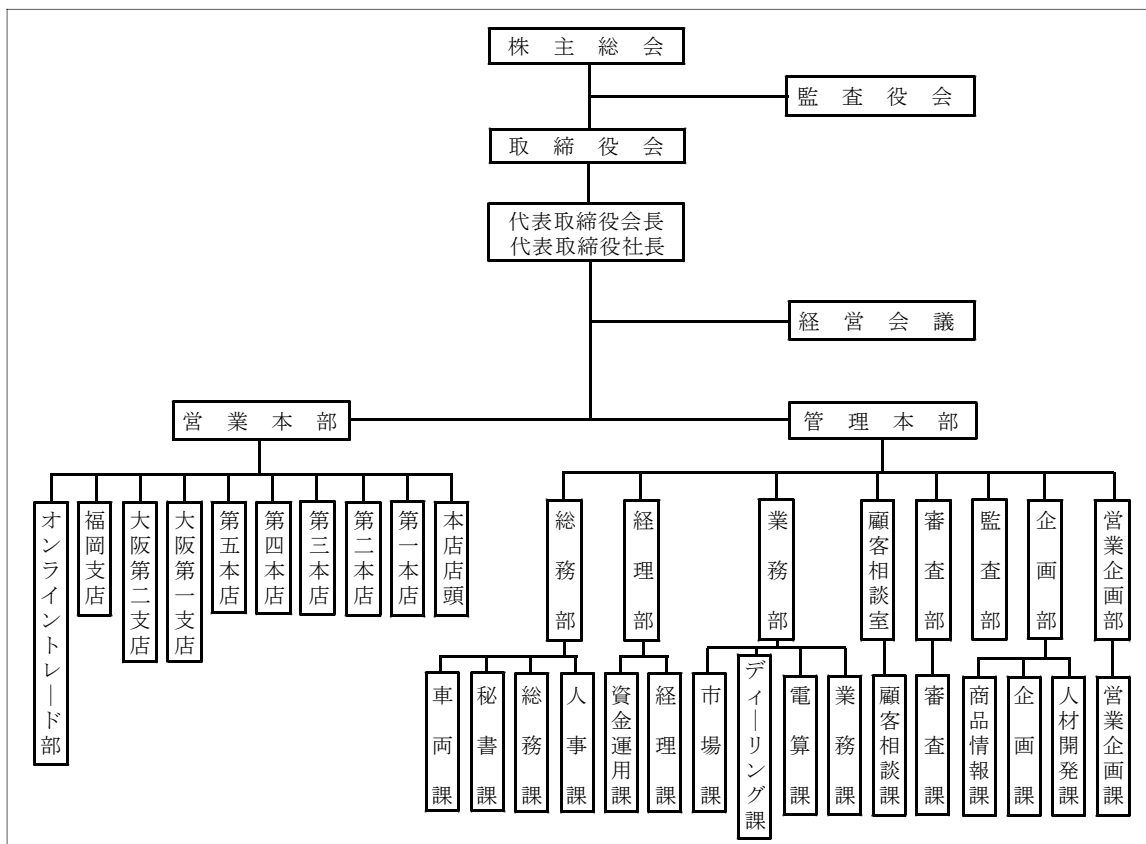 株主総会
監査役会
取締役会
代表取締役会長
代表取締役社長
経営会議
営業本部
管理本部
オンライントレード部
福岡支店
大阪第二支店
大阪第一支店
第五本店
第四本店
第三本店
第二本店
第一本店
本店店頭
総務部
経理部
業務部
顧客相談室
審査部
監査部
企画部
営業企画部
車両課
秘書課
総務課
人事課
資金運用課
経理課
市場課
ディーリング課
電算課
業務課
顧客相談課
審査課
商品情報課
企画課
人材開発課
営業企画課